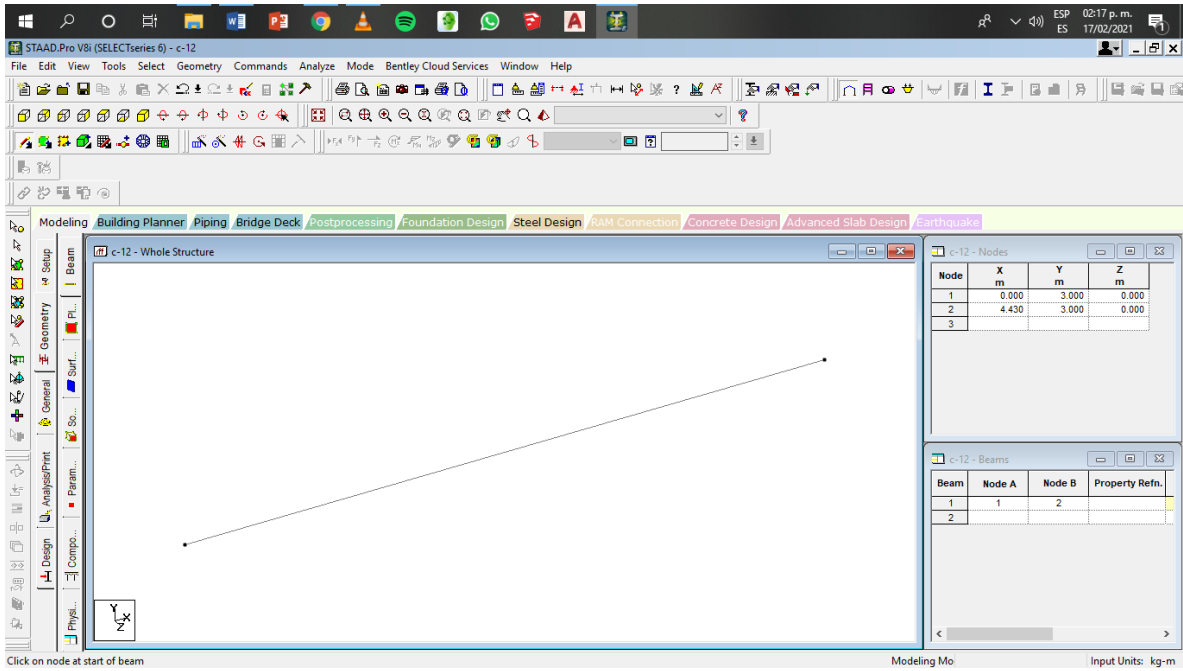 ESP 02:17 p. m.
ES 17/02/2021
STAAD.Pro V8i (SELECTseries 6) - c-12
File Edit View Tools Select Geometry Commands Analyze Mode Bentley Cloud Services Window Help
Modeling Building Planner Piping Bridge Deck Postprocessing Foundation Design Steel Design RAM Connection Concrete Design Advanced Slab Design Earthquake
Setup
Geometry
General
Analysis/Print
Design
Beam
Pl...
Surf...
So...
Param...
Compo...
Physi...
c-12 - Whole Structure
Y
X
Z
c-12 - Nodes
Node X m Y m Z m
1 0.000 3.000 0.000
2 4.430 3.000 0.000
3
c-12 - Beams
Beam Node A Node B Property Refn.
1 1 2
2
Click on node at start of beam
Modeling Mo
Input Units: kg-m